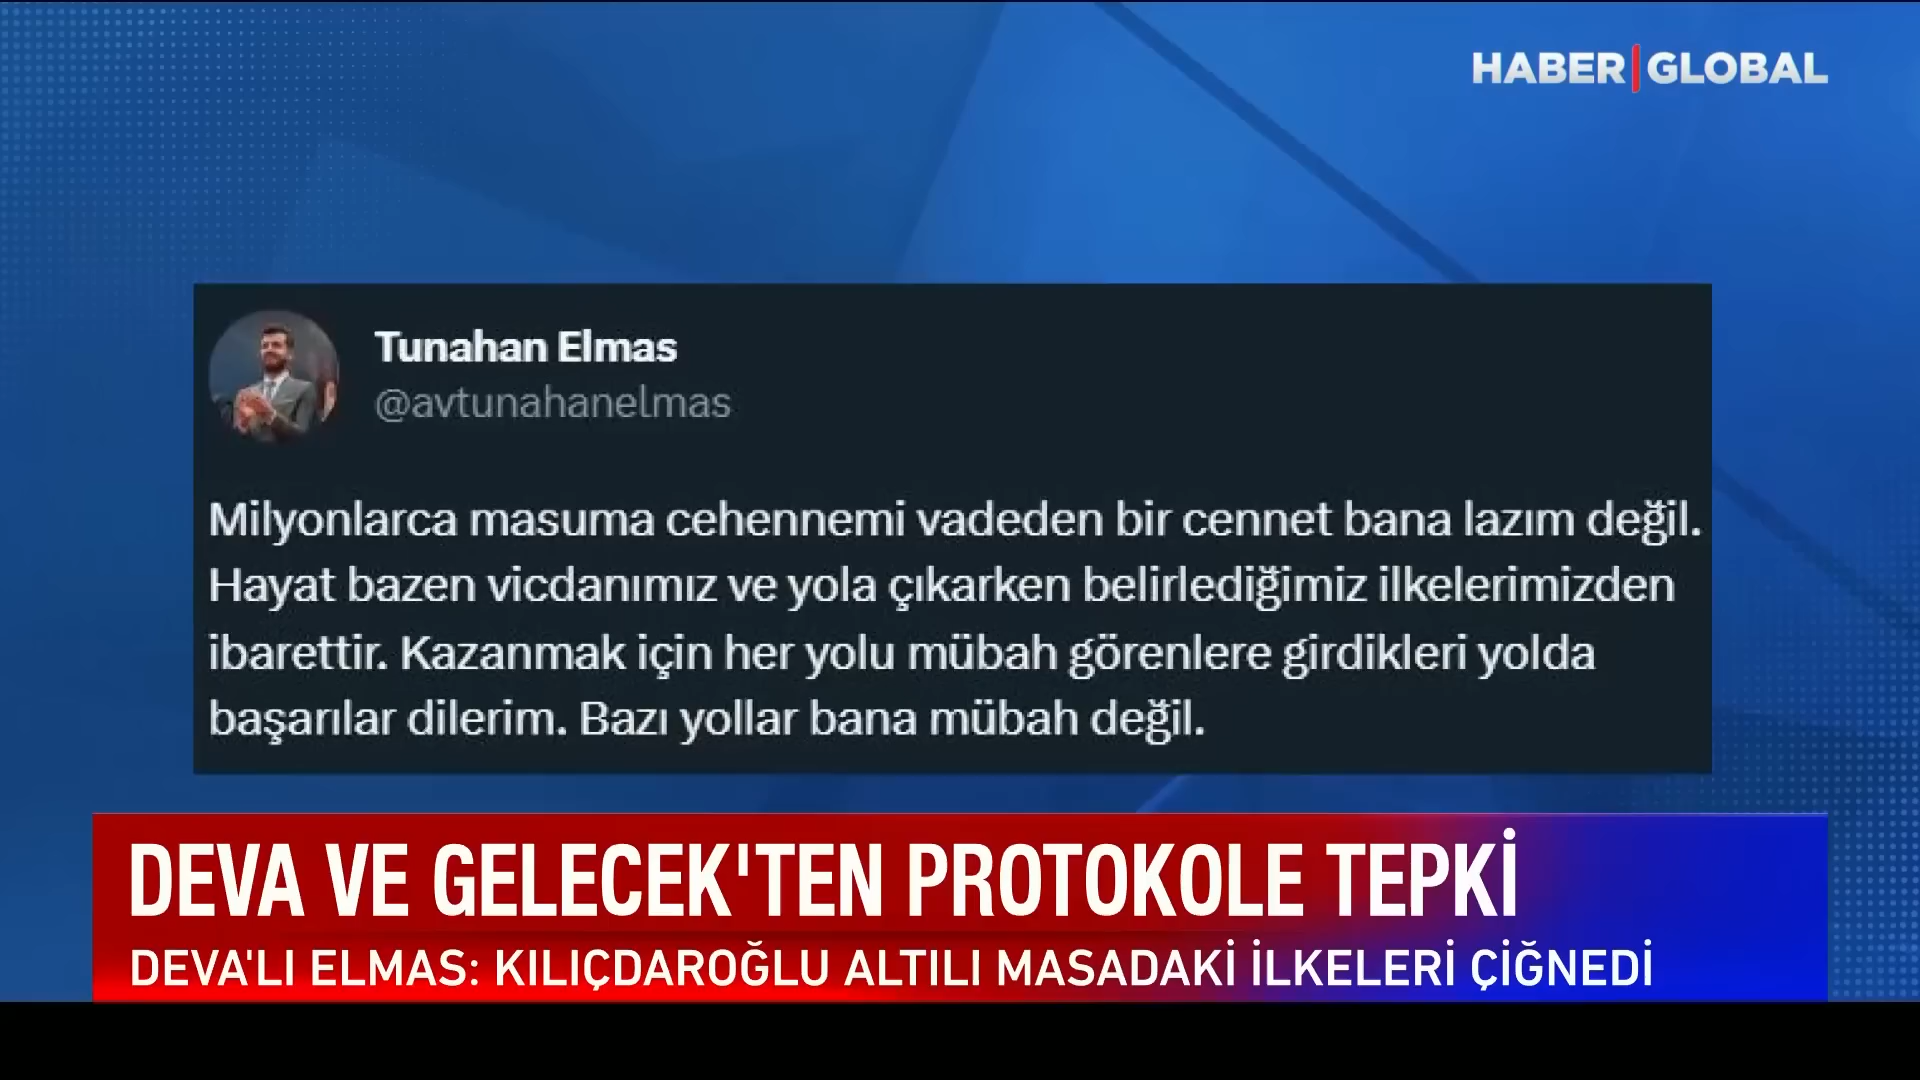 HABER GLOBAL
Tunahan Elmas
@avtunahanelmas
Milyonlarca masuma cehennemi vadeden bir cennet bana lazım değil.
Hayat bazen vicdanımız ve yola çıkarken belirlediğimiz ilkelerimizden
ibarettir. Kazanmak için her yolu mübah görenlere girdikleri yolda
başarılar dilerim. Bazı yollar bana mübah değil.
DEVA VE GELECEK'TEN PROTOKOLE TEPKİ
DEVA'LI ELMAS: KILIÇDAROĞLU ALTILI MASADAKİ İLKELERİ ÇİĞNEDİ